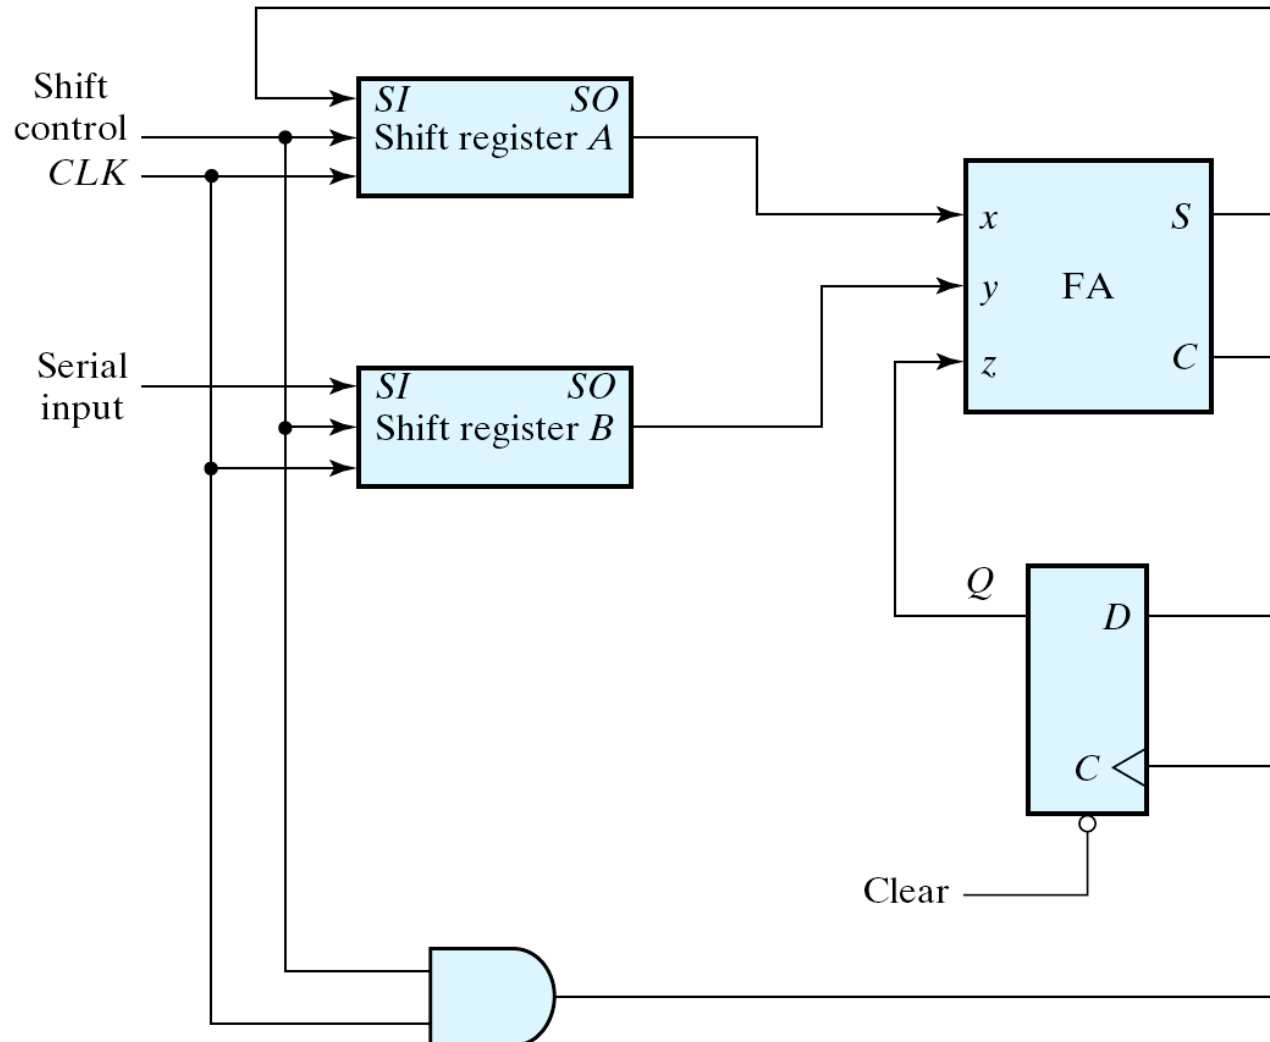 Shift
control
CLK
SI SO
Shift register A
x S
y FA
z C
Serial
input
SI SO
Shift register B
Q
D
C
Clear